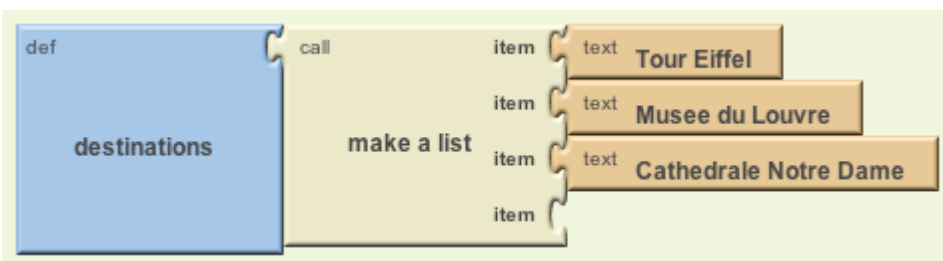 def
destinations
call
make a list
item
text Tour Eiffel
item
text Musee du Louvre
item
text Cathedrale Notre Dame
item